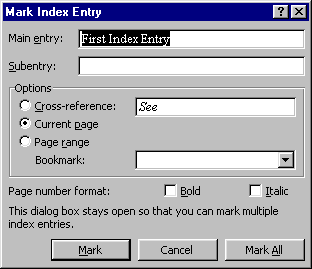 Mark Index Entry
Main entry: First Index Entry
Subentry:
Options
Cross-reference: See
Current page
Page range
Bookmark:
Page number format: Bold Italic
This dialog box stays open so that you can mark multiple
index entries.
Mark Cancel Mark All